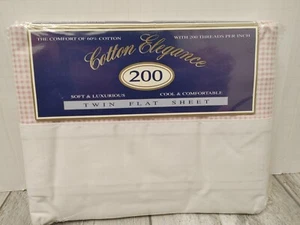 THE COMFORT OF 60% COTTON
WITH 200 THREADS PER INCH
Cotton Elegance
200
SOFT & LUXURIOUS
COOL & COMFORTABLE
TWIN FLAT SHEET